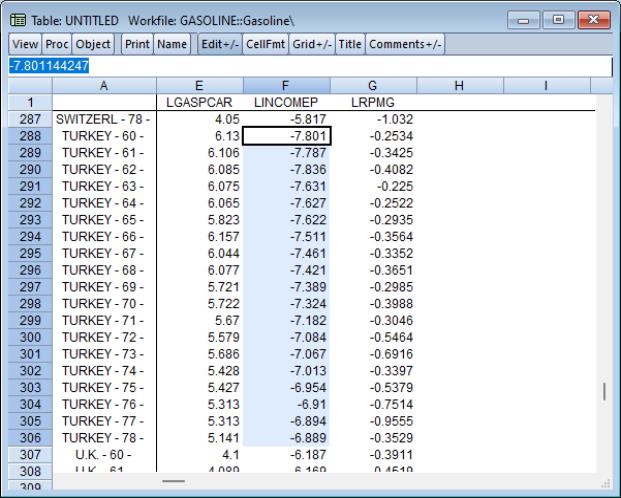 Table: UNTITLED Workfile: GASOLINE::Gasoline\
View Proc Object Print Name Edit+/- CellFmt Grid+/- Title Comments+/-
-7.801144247
A E F G H I
1 LGASPCAR LINCOMEP LRPMG
287 SWITZERL - 78 - 4.05 -5.817 -1.032
288 TURKEY - 60 - 6.13 -7.801 -0.2534
289 TURKEY - 61 - 6.106 -7.787 -0.3425
290 TURKEY - 62 - 6.085 -7.836 -0.4082
291 TURKEY - 63 - 6.075 -7.631 -0.225
292 TURKEY - 64 - 6.065 -7.627 -0.2522
293 TURKEY - 65 - 5.823 -7.622 -0.2935
294 TURKEY - 66 - 6.157 -7.511 -0.3564
295 TURKEY - 67 - 6.044 -7.461 -0.3352
296 TURKEY - 68 - 6.077 -7.421 -0.3651
297 TURKEY - 69 - 5.721 -7.389 -0.2985
298 TURKEY - 70 - 5.722 -7.324 -0.3988
299 TURKEY - 71 - 5.67 -7.182 -0.3046
300 TURKEY - 72 - 5.579 -7.084 -0.5464
301 TURKEY - 73 - 5.686 -7.067 -0.6916
302 TURKEY - 74 - 5.428 -7.013 -0.3397
303 TURKEY - 75 - 5.427 -6.954 -0.5379
304 TURKEY - 76 - 5.313 -6.91 -0.7514
305 TURKEY - 77 - 5.313 -6.894 -0.9555
306 TURKEY - 78 - 5.141 -6.889 -0.3529
307 U.K. - 60 - 4.1 -6.187 -0.3911
308 U.K. - 61 - 4.089 -6.169 -0.4519
309